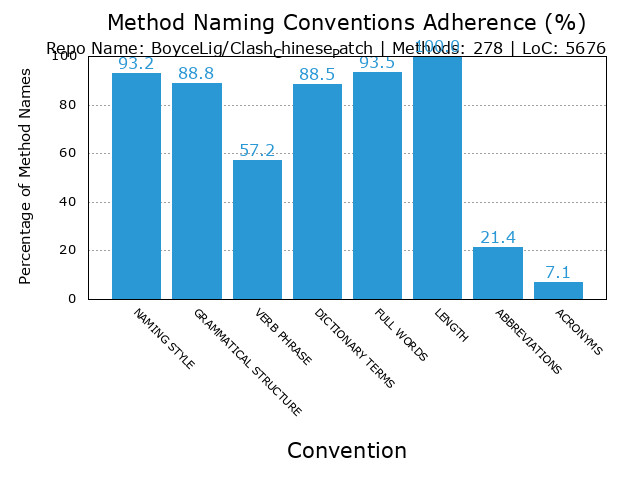 Method Naming Conventions Adherence (%)
Repo Name: BoyceLig/Clash_Chinese_Patch | Methods: 278 | LoC: 5676
Percentage of Method Names
100
80
60
40
20
0
93.2
88.8
57.2
88.5
93.5
100.0
21.4
7.1
NAMING STYLE
GRAMMATICAL STRUCTURE
VERB PHRASE
DICTIONARY TERMS
FULL WORDS
LENGTH
ABBREVIATIONS
ACRONYMS
Convention